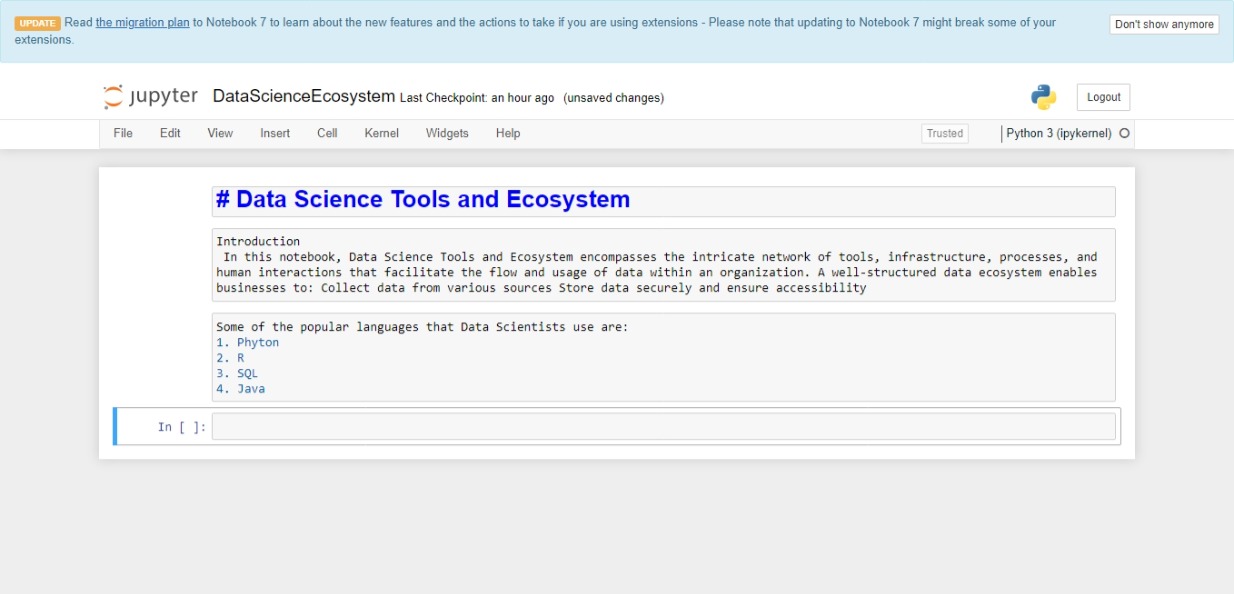 UPDATE Read the migration plan to Notebook 7 to learn about the new features and the actions to take if you are using extensions - Please note that updating to Notebook 7 might break some of your
extensions.
Don't show anymore
jupyter DataScienceEcosystem Last Checkpoint: an hour ago (unsaved changes)
Logout
File Edit View Insert Cell Kernel Widgets Help
Trusted
Python 3 (ipykernel)
# Data Science Tools and Ecosystem
Introduction
In this notebook, Data Science Tools and Ecosystem encompasses the intricate network of tools, infrastructure, processes, and
human interactions that facilitate the flow and usage of data within an organization. A well-structured data ecosystem enables
businesses to: Collect data from various sources Store data securely and ensure accessibility
Some of the popular languages that Data Scientists use are:
1. Phyton
2. R
3. SQL
4. Java
In [ ]: